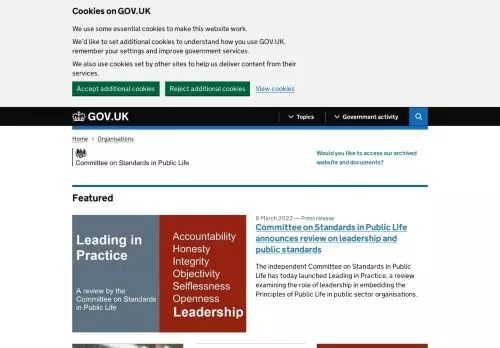 Cookies on GOV.UK
We use some essential cookies to make this website work.
We'd like to set additional cookies to understand how you use GOV.UK,
remember your settings and improve government services.
We also use cookies set by other sites to help us deliver content from their
services.
Accept additional cookies
Reject additional cookies
View cookies
GOV.UK
Topics
Government activity
Home > Organisations
Committee on Standards in Public Life
Would you like to access our archived
website and documents?
Featured
Leading in
Practice
A review by the
Committee on Standards
in Public Life
Accountability
Honesty
Integrity
Objectivity
Selflessness
Openness
Leadership
8 March 2022 — Press release
Committee on Standards in Public Life
announces review on leadership and
public standards
The independent Committee on Standards in Public
Life has today launched Leading in Practice, a review
examining the role of leadership in embedding the
Principles of Public Life in public sector organisations.